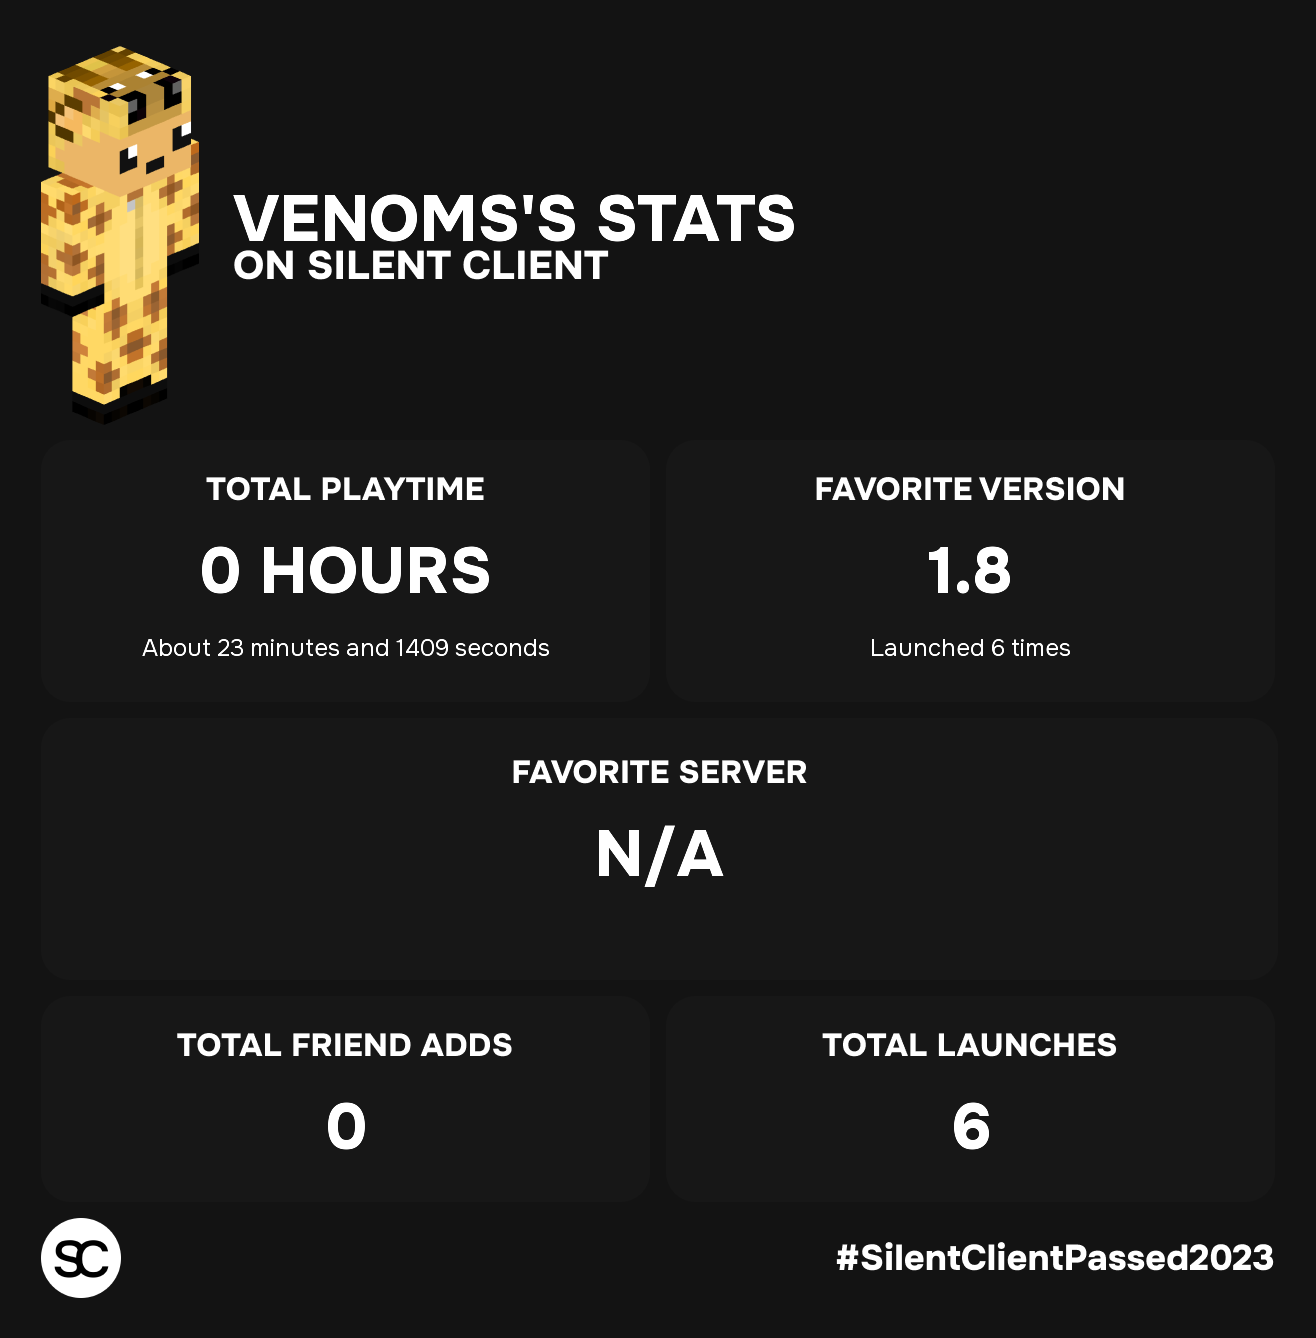 VENOMS'S STATS
ON SILENT CLIENT
TOTAL PLAYTIME
0 HOURS
About 23 minutes and 1409 seconds
FAVORITE VERSION
1.8
Launched 6 times
FAVORITE SERVER
N/A
TOTAL FRIEND ADDS
0
TOTAL LAUNCHES
6
SC
#SilentClientPassed2023